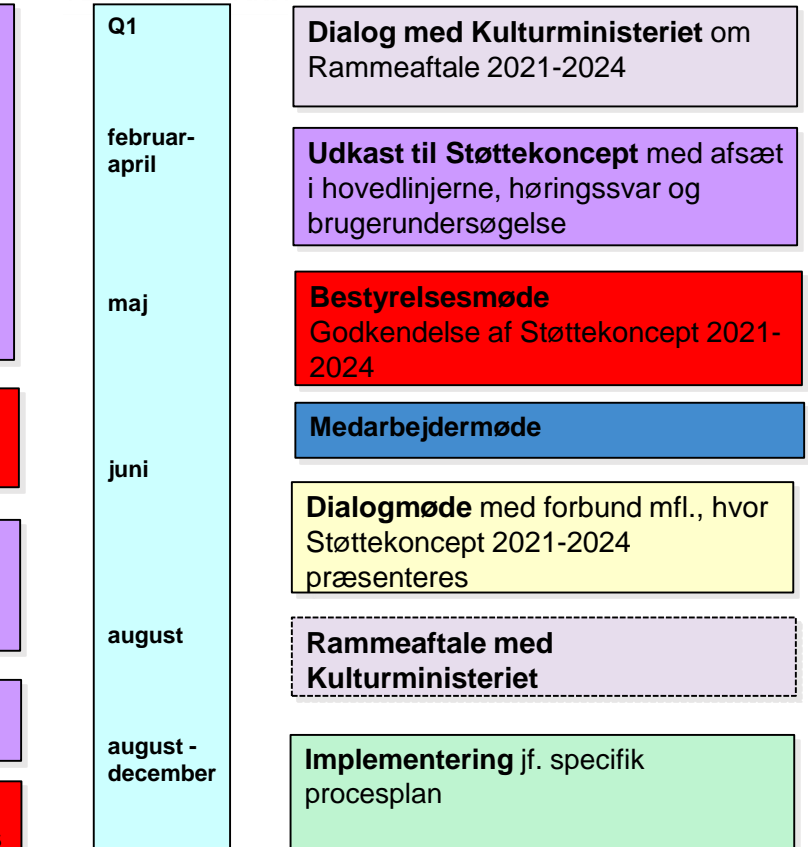 Q1
Dialog med Kulturministeriet om
Rammeaftale 2021-2024
februar-
april
Udkast til Støttekoncept med afsæt
i hovedlinjerne, høringssvar og
brugerundersøgelse
maj
Bestyrelsesmøde
Godkendelse af Støttekoncept 2021-
2024
Medarbejdermøde
juni
Dialogmøde med forbund mfl., hvor
Støttekoncept 2021-2024
præsenteres
august
Rammeaftale med
Kulturministeriet
august -
december
Implementering jf. specifik
procesplan